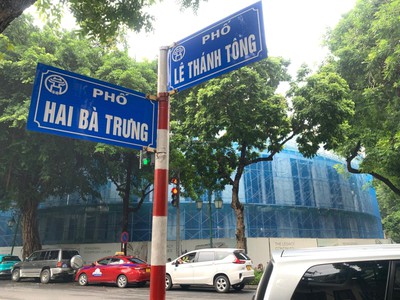 PHỐ
LÊ THÁNH TÔNG
PHỐ
HAI BÀ TRƯNG